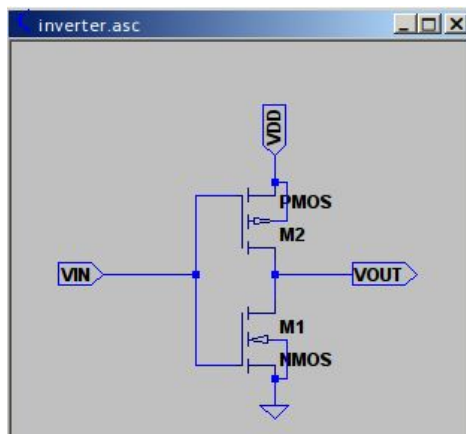 inverter.asc
VDD
PMOS
M2
VIN
VOUT
M1
NMOS